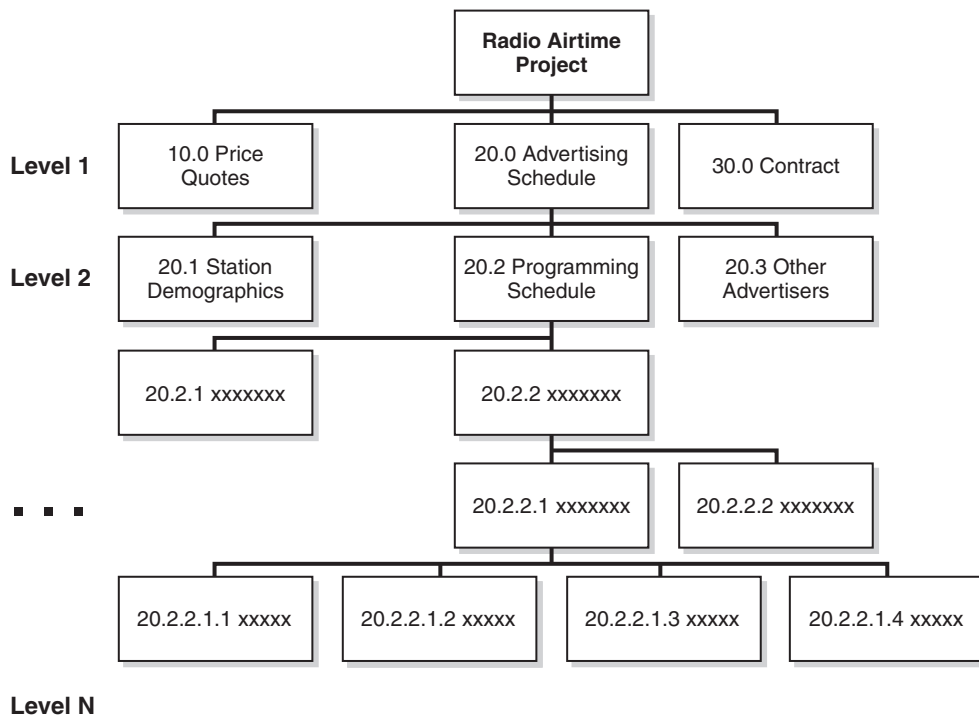 Radio Airtime
Project
Level 1
10.0 Price
Quotes
20.0 Advertising
Schedule
30.0 Contract
Level 2
20.1 Station
Demographics
20.2 Programming
Schedule
20.3 Other
Advertisers
20.2.1 xxxxxxx
20.2.2 xxxxxxx
20.2.2.1 xxxxxxx
20.2.2.2 xxxxxxx
20.2.2.1.1 xxxxx
20.2.2.1.2 xxxxx
20.2.2.1.3 xxxxx
20.2.2.1.4 xxxxx
Level N